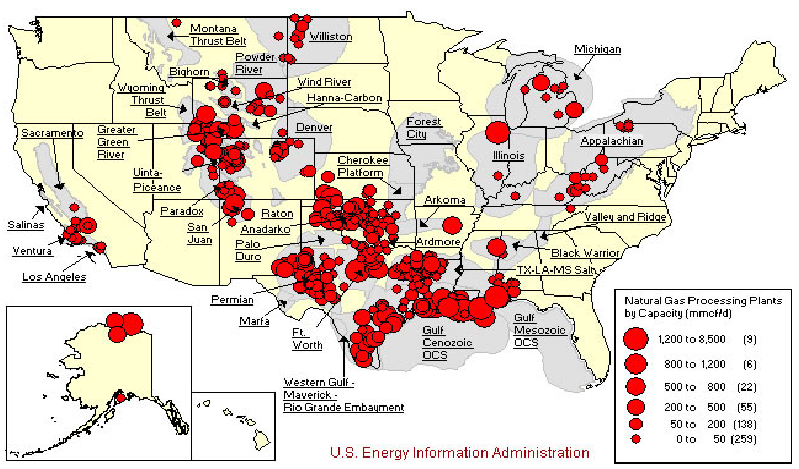 Montana
Thrust Belt
Williston
Powder
River
Bighorn
Michigan
Wyoming
Thrust
Belt
Wind River
Hanna-Carbon
Sacramento
Greater
Green
River
Denver
Forest
City
Illinois
Appalachian
Uinta-
Piceance
Cherokee
Platform
Salinas
Paradox
San
Juan
Raton
Anadarko
Palo
Duro
Arkoma
Ardmore
Valley and Ridge
Ventura
Los Angeles
Black Warrior
TX-LA-MS Salt
Permian
Marfa
Ft.
Worth
Gulf
Cenozoic
OCS
Gulf
Mesozoic
OCS
Western Gulf -
Maverick -
Rio Grande Embayment
Natural Gas Processing Plants
by Capacity (mmcf/d)
1,200 to 8,500 (9)
800 to 1,200 (6)
500 to 800 (22)
200 to 500 (55)
50 to 200 (138)
0 to 50 (259)
U.S. Energy Information Administration